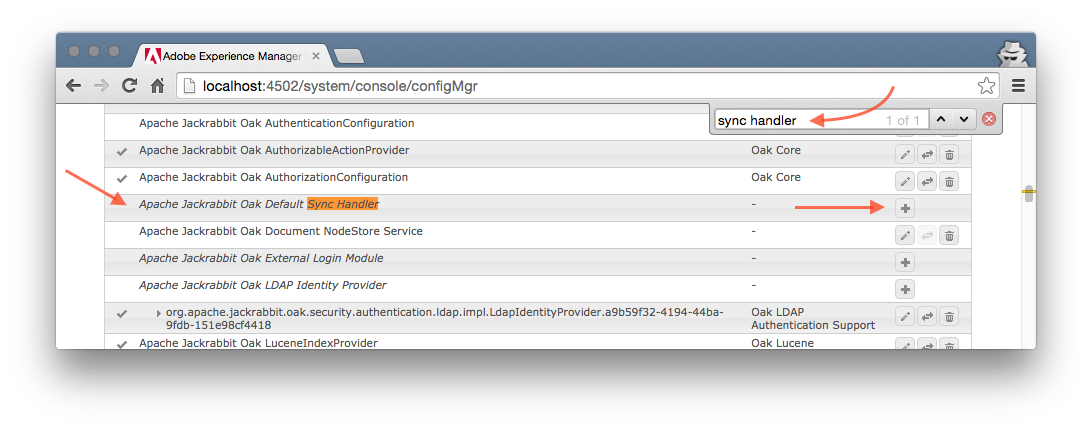 Adobe Experience Manager
localhost:4502/system/console/configMgr
sync handler 1 of 1
Apache Jackrabbit Oak AuthenticationConfiguration
Apache Jackrabbit Oak AuthorizableActionProvider Oak Core
Apache Jackrabbit Oak AuthorizationConfiguration Oak Core
Apache Jackrabbit Oak Default Sync Handler -
Apache Jackrabbit Oak Document NodeStore Service -
Apache Jackrabbit Oak External Login Module -
Apache Jackrabbit Oak LDAP Identity Provider -
org.apache.jackrabbit.oak.security.authentication.ldap.impl.LdapIdentityProvider.a9b59f32-4194-44ba- Oak LDAP
9fdb-151e98cf4418 Authentication Support
Apache Jackrabbit Oak LuceneIndexProvider Oak Lucene